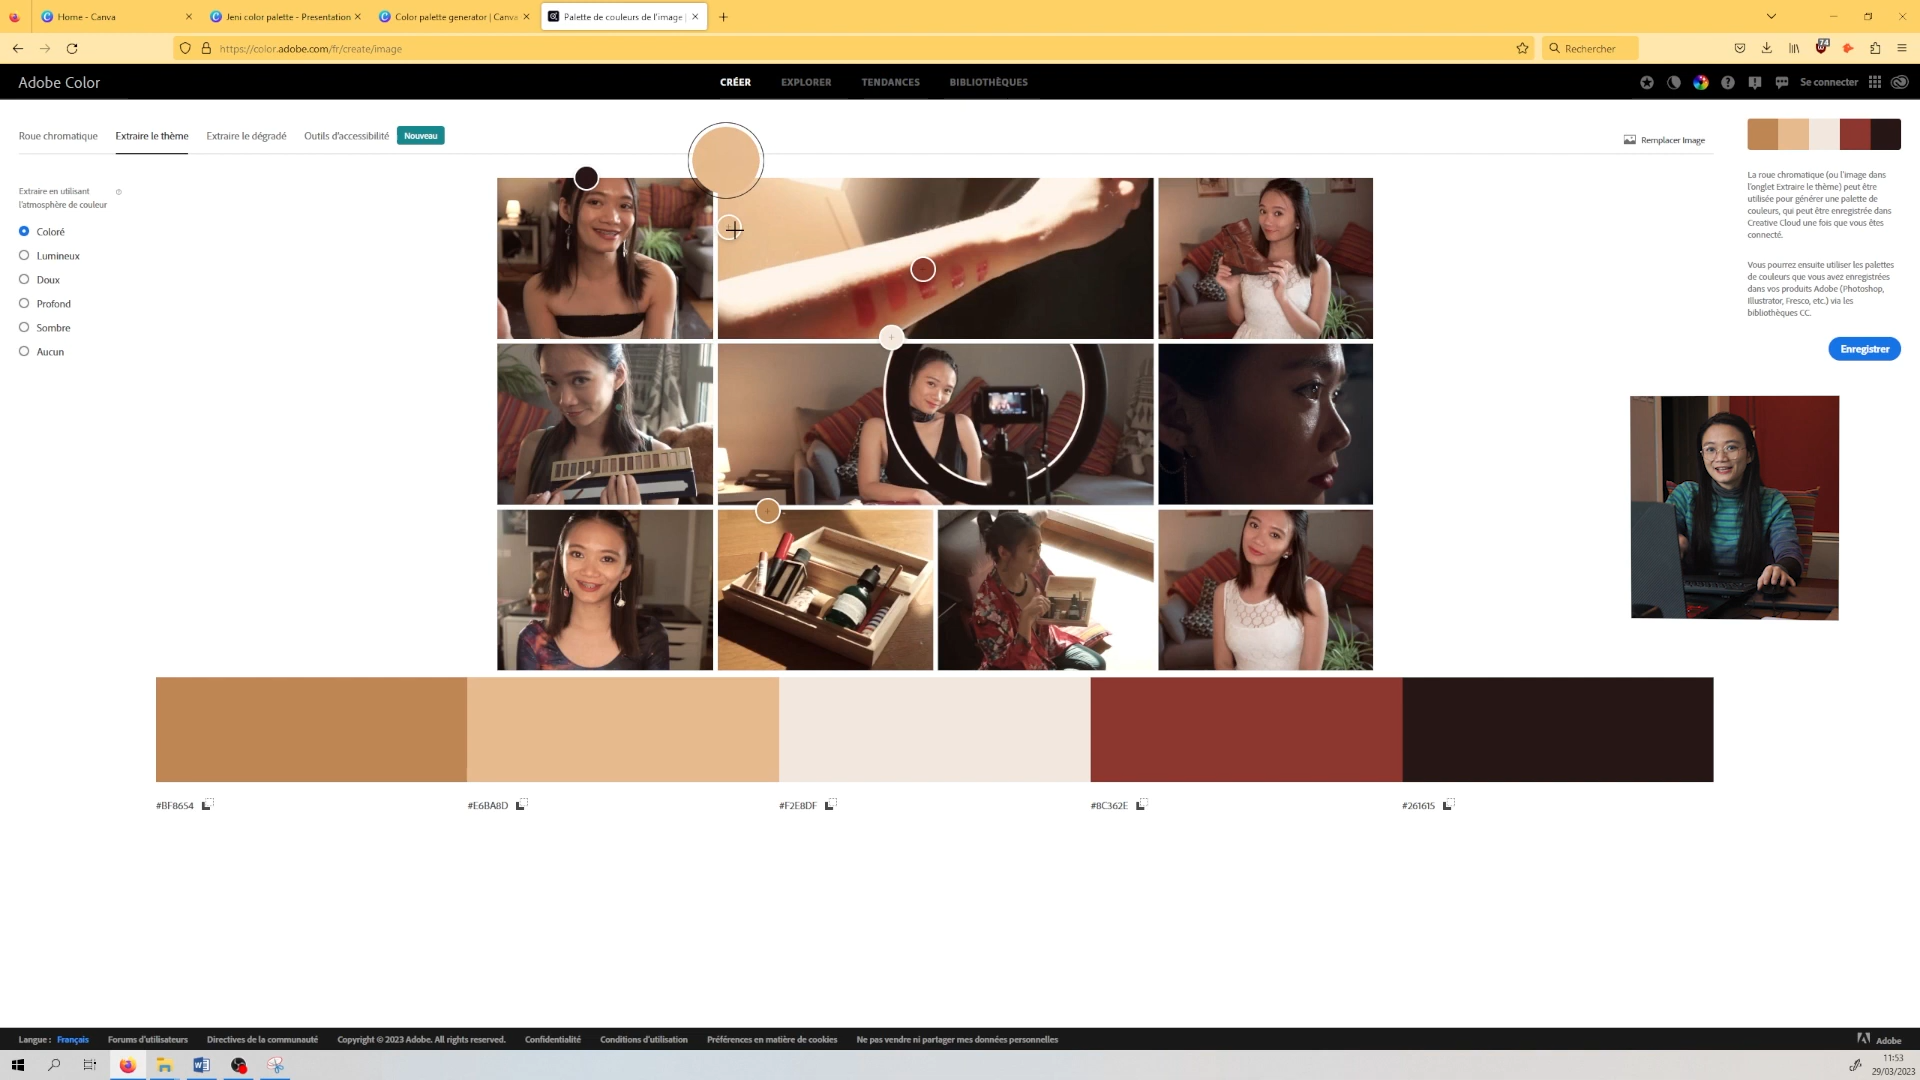 Home - Canva
Jeni color palette - Presentation
Color palette generator | Canva
Palette de couleurs de l'image |
https://color.adobe.com/fr/create/image
Rechercher
74
Adobe Color
CRÉER
EXPLORER
TENDANCES
BIBLIOTHÈQUES
Se connecter
Roue chromatique
Extraire le thème
Extraire le dégradé
Outils d'accessibilité
Nouveau
Remplacer Image
Extraire en utilisant
l'atmosphère de couleur
Coloré
Lumineux
Doux
Profond
Sombre
Aucun
La roue chromatique (ou l'image dans
l'onglet Extraire le thème) peut être
utilisée pour générer une palette de
couleurs, qui peut être enregistrée dans
Creative Cloud une fois que vous êtes
connecté.
Vous pourrez ensuite utiliser les palettes
de couleurs que vous avez enregistrées
dans vos produits Adobe (Photoshop,
Illustrator, Fresco, etc.) via les
bibliothèques CC.
Enregistrer
#BF8654
#E6BA8D
#F2E8DF
#8C362E
#261615
Langue :
Français
Forums d'utilisateurs
Directives de la communauté
Copyright © 2023 Adobe. All rights reserved.
Confidentialité
Conditions d'utilisation
Préférences en matière de cookies
Ne pas vendre ni partager mes données personnelles
Adobe
11:53
29/03/2023